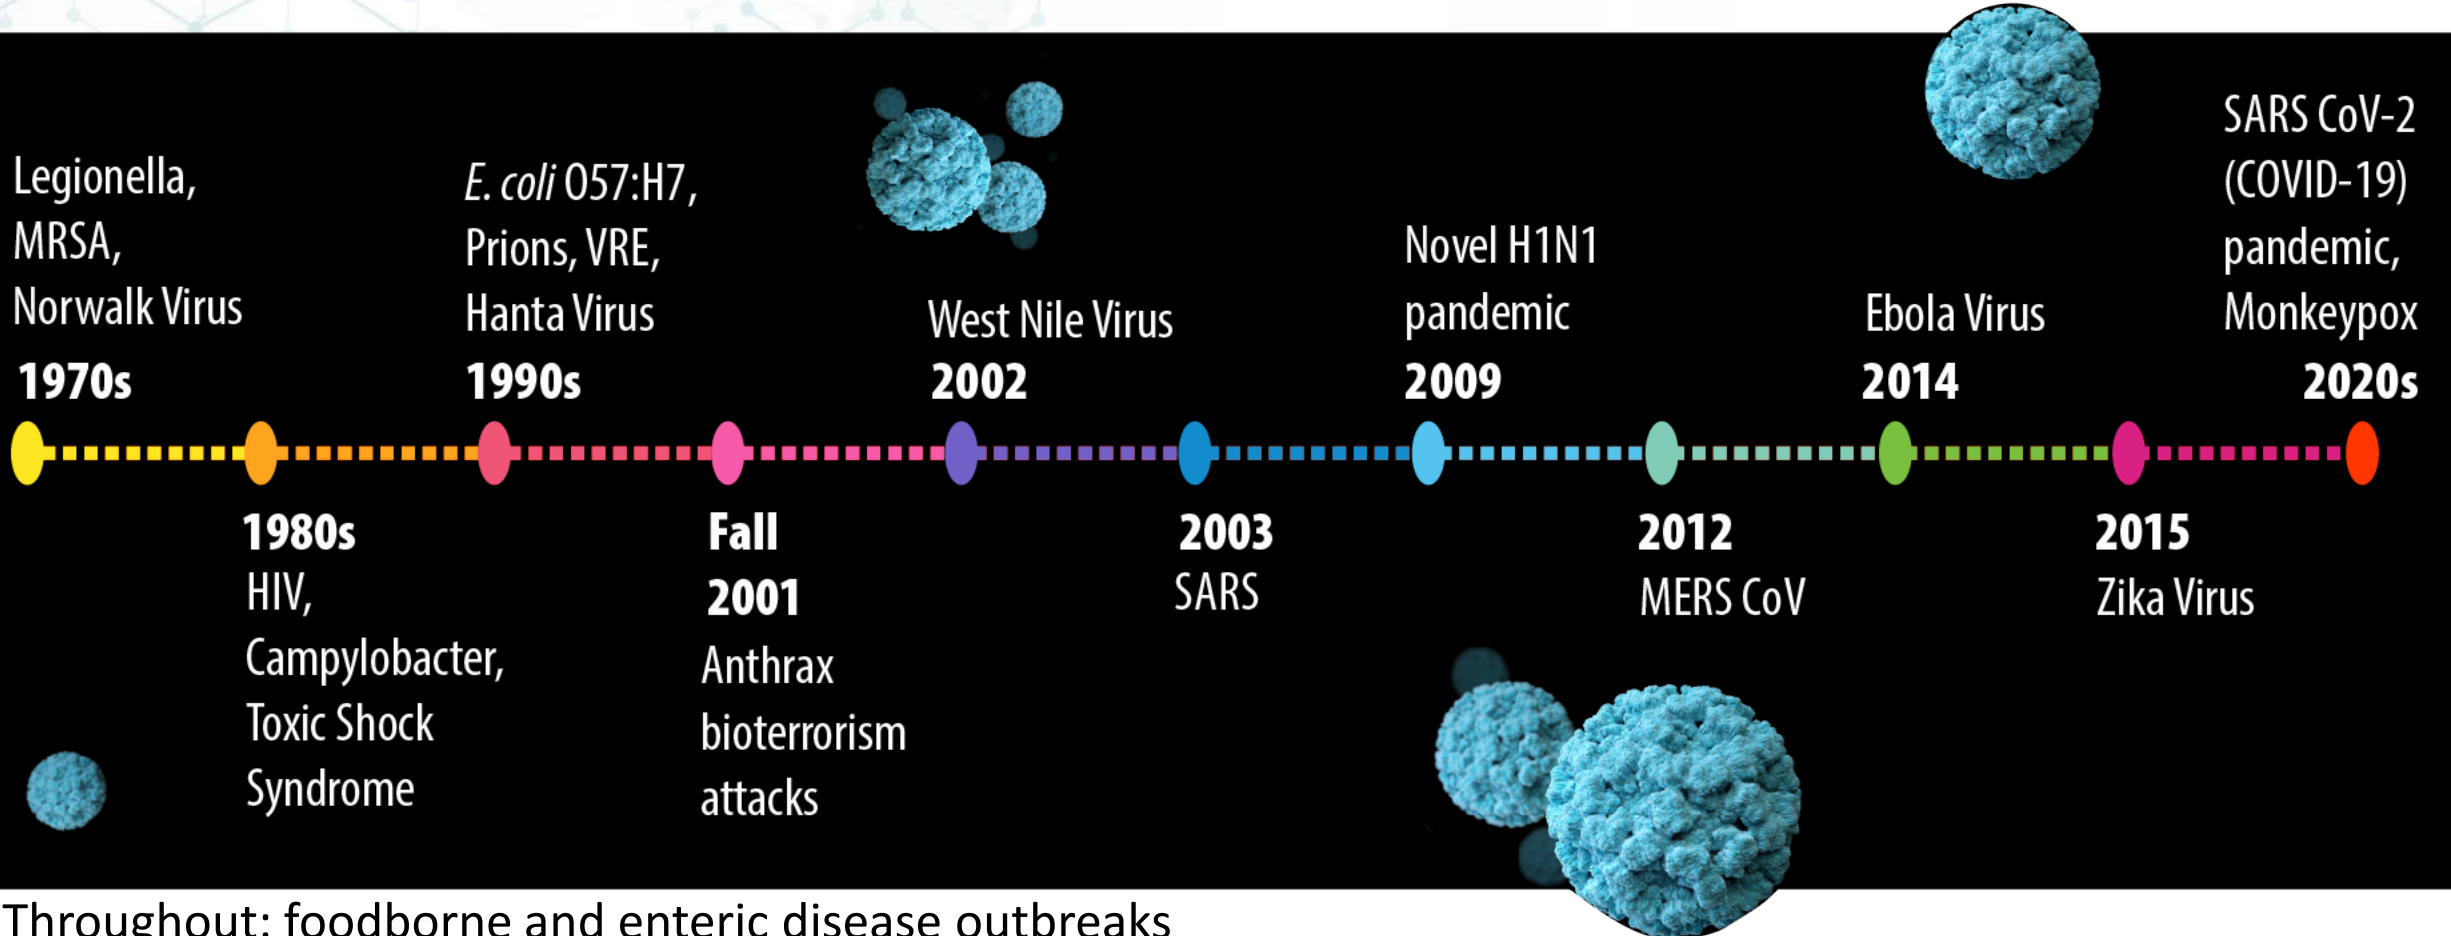 Legionella,
MRSA,
Norwalk Virus
1970s
1980s
HIV,
Campylobacter,
Toxic Shock
Syndrome
E. coli O57:H7,
Prions, VRE,
Hanta Virus
1990s
Fall
2001
Anthrax
bioterrorism
attacks
West Nile Virus
2002
2003
SARS
Novel H1N1
pandemic
2009
2012
MERS CoV
Ebola Virus
2014
2015
Zika Virus
SARS CoV-2
(COVID-19)
pandemic,
Monkeypox
2020s
Throughout: foodborne and enteric disease outbreaks